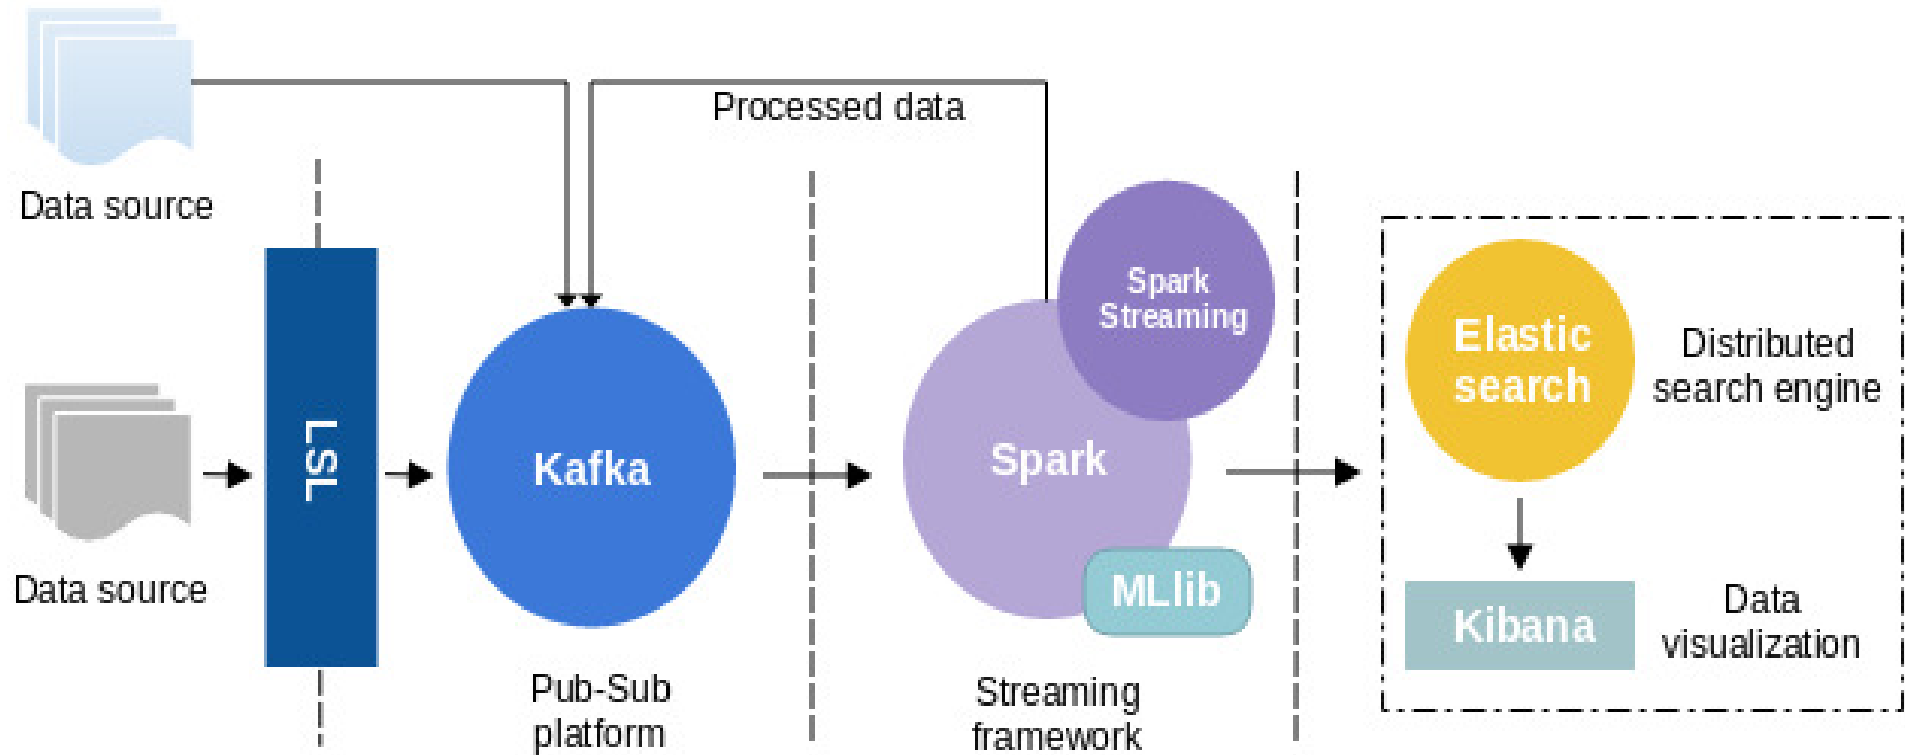 Processed data
Data source
Spark
Streaming
Elastic
search
Distributed
search engine
LSL
Kafka
Spark
Data source
MLlib
Kibana
Data
visualization
Pub-Sub
platform
Streaming
framework